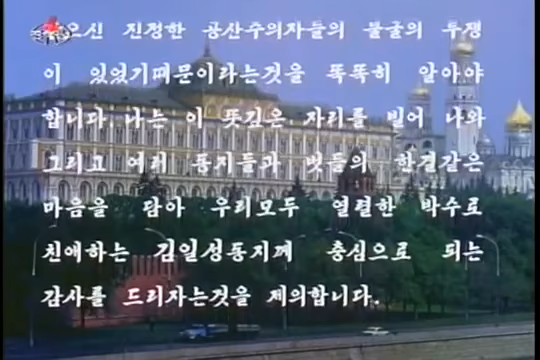 오신 진정한 공산주의자들의 불굴의 투쟁
이 있었기때문이라는것을 똑똑히 알아야
합니다. 나는 이 뜻깊은 자리를 빌어 나와
그리고 여러 동지들과 벗들의 한결같은
마음을 담아 우리모두 열렬한 박수로
친애하는 김일성동지께 충심으로 되는
감사를 드리자는것을 제의합니다.